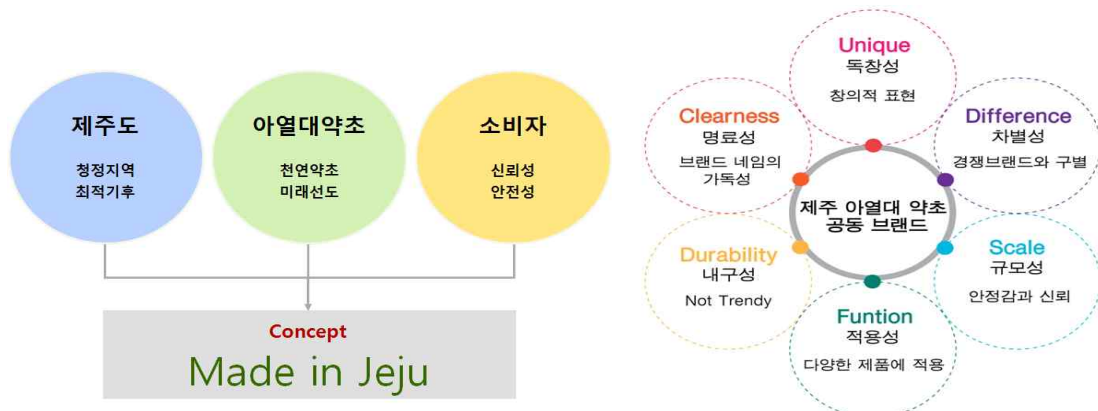 제주도
청정지역
최적기후
아열대약초
천연약초
미래선도
소비자
신뢰성
안전성
Concept
Made in Jeju
Unique
독창성
창의적 표현
Clearness
명료성
브랜드 네임의
가독성
Difference
차별성
경쟁브랜드와 구별
제주 아열대 약초
공동 브랜드
Durability
내구성
Not Trendy
Scale
규모성
안정감과 신뢰
Funtion
적용성
다양한 제품에 적용